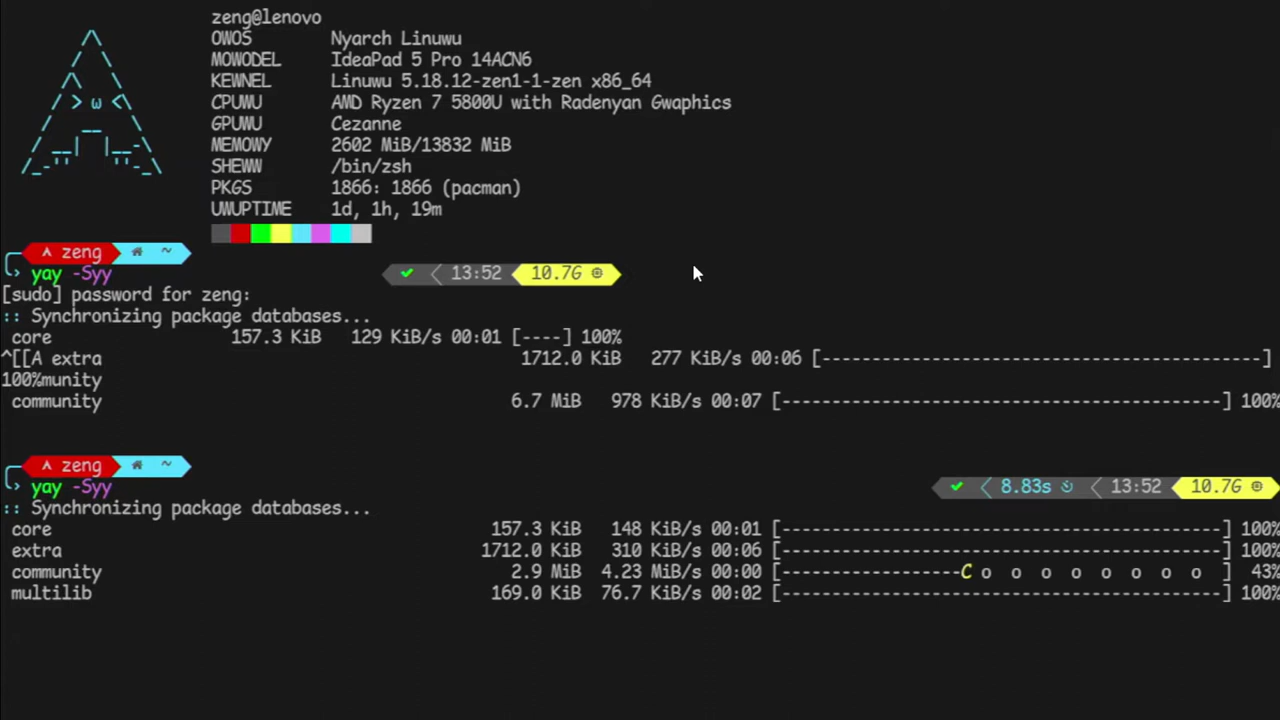 zeng@lenovo
OWOS Nyarch Linuwu
MOWODEL IdeaPad 5 Pro 14ACN6
KEWNEL Linuwu 5.18.12-zen1-1-zen x86_64
CPUWU AMD Ryzen 7 5800U with Radenyan Gwaphics
GPUWU Cezanne
MEMOWY 2602 MiB/13832 MiB
SHEWW /bin/zsh
PKGS 1866: 1866 (pacman)
UWUPTIME 1d, 1h, 19m
zeng ~
yay -Syy 13:52 10.7G
[sudo] password for zeng:
:: Synchronizing package databases...
core 157.3 KiB 129 KiB/s 00:01 [----] 100%
^[[A extra 1712.0 KiB 277 KiB/s 00:06 [--------------------------------------------]
100%munity
community 6.7 MiB 978 KiB/s 00:07 [--------------------------------------------] 100%
zeng ~
yay -Syy 8.83s 13:52 10.7G
:: Synchronizing package databases...
core 157.3 KiB 148 KiB/s 00:01 [--------------------------------------------] 100%
extra 1712.0 KiB 310 KiB/s 00:06 [--------------------------------------------] 100%
community 2.9 MiB 4.23 MiB/s 00:00 [------------------C o o o o o o o o ] 43%
multilib 169.0 KiB 76.7 KiB/s 00:02 [--------------------------------------------] 100%